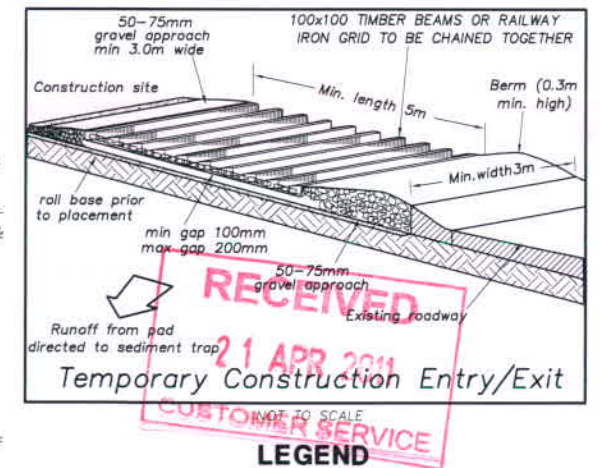 50-75mm
gravel approach
min 3.0m wide
100x100 TIMBER BEAMS OR RAILWAY
IRON GRID TO BE CHAINED TOGETHER
Construction site
Min. length 5m
Berm (0.3m
min. high)
Min.width3m
roll base prior
to placement
min gap 100mm
max gap 200mm
50-75mm
gravel approach
RECEIVED
Existing roadway
Runoff from pad
directed to sediment trap
21 APR 2011
Temporary Construction Entry/Exit
NOT TO SCALE
CUSTOMER SERVICE
LEGEND